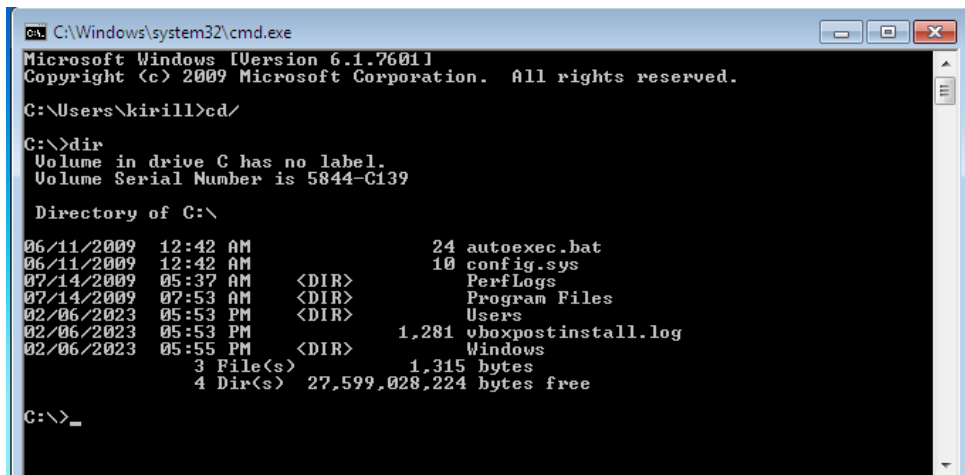 C:\Windows\system32\cmd.exe
Microsoft Windows [Version 6.1.7601]
Copyright (c) 2009 Microsoft Corporation.  All rights reserved.
C:\Users\kirill>cd/
C:\>dir
 Volume in drive C has no label.
 Volume Serial Number is 5844-C139
 Directory of C:\
06/11/2009  12:42 AM                24 autoexec.bat
06/11/2009  12:42 AM                10 config.sys
07/14/2009  05:37 AM    <DIR>          PerfLogs
07/14/2009  07:53 AM    <DIR>          Program Files
02/06/2023  05:53 PM    <DIR>          Users
02/06/2023  05:53 PM             1,281 vboxpostinstall.log
02/06/2023  05:55 PM    <DIR>          Windows
               3 File(s)          1,315 bytes
               4 Dir(s)  27,599,028,224 bytes free
C:\>_